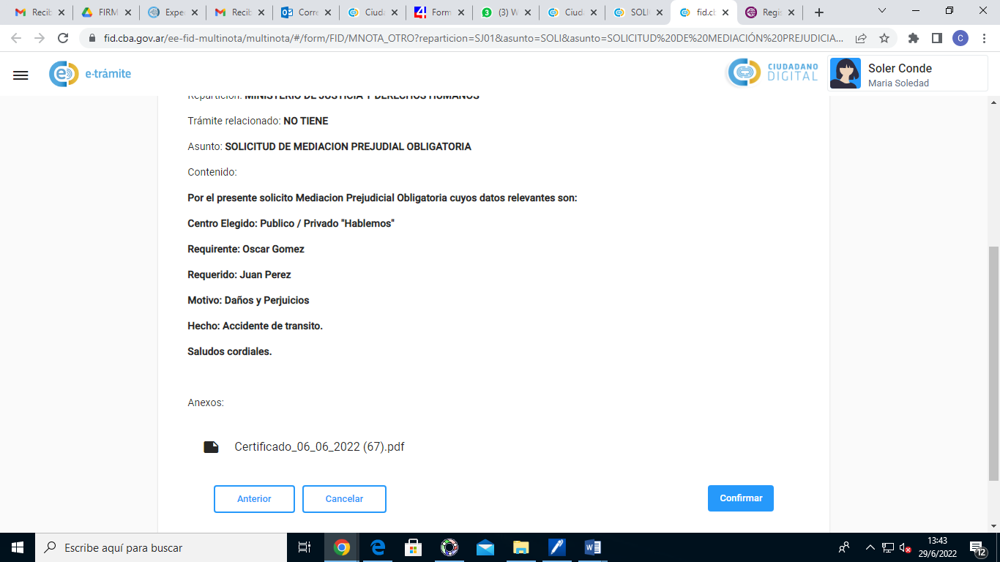 Recib
FIRM
Expe
Recib
Corre
Ciuda
Form
(3) W
Ciuda
SOLI
fid.cb
Regis
fid.cba.gov.ar/ee-fid-multinota/multinota/#/form/FID/MNOTA_OTRO?reparticion=SJ01&asunto=SOLI&asunto=SOLICITUD%20DE%20MEDIACIÓN%20PREJUDICIA...
C
e-trámite
CIUDADANO
DIGITAL
Soler Conde
Maria Soledad
Repartición: MINISTERIO DE JUSTICIA Y DERECHOS HUMANOS
Trámite relacionado: NO TIENE
Asunto: SOLICITUD DE MEDIACION PREJUDIAL OBLIGATORIA
Contenido:
Por el presente solicito Mediacion Prejudicial Obligatoria cuyos datos relevantes son:
Centro Elegido: Publico / Privado "Hablemos"
Requirente: Oscar Gomez
Requerido: Juan Perez
Motivo: Daños y Perjuicios
Hecho: Accidente de transito.
Saludos cordiales.
Anexos:
Certificado_06_06_2022 (67).pdf
Anterior
Cancelar
Confirmar
Escribe aquí para buscar
13:43
29/6/2022
12